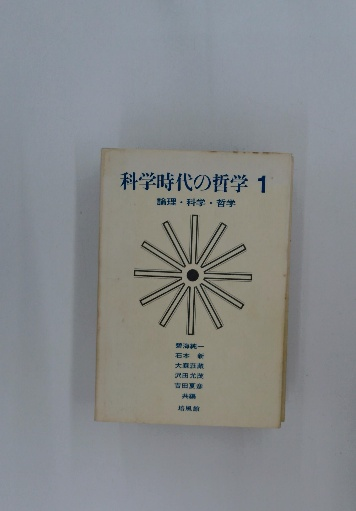 科学時代の哲学 1
論理・科学・哲学
碧海純一
石本 新
大森荘蔵
沢田允茂
吉田夏彦
共編
培風館